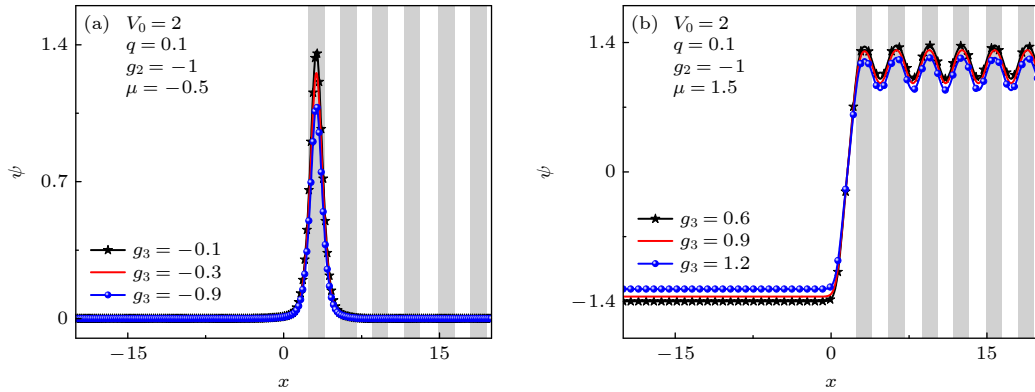 (a)
V₀ = 2
q = 0.1
g₂ = −1
μ = −0.5
1.4
0.7
0
ψ
g₃ = −0.1
g₃ = −0.3
g₃ = −0.9
−15
0
15
x
(b)
V₀ = 2
q = 0.1
g₂ = −1
μ = 1.5
1.4
0
−1.4
ψ
g₃ = 0.6
g₃ = 0.9
g₃ = 1.2
−15
0
15
x